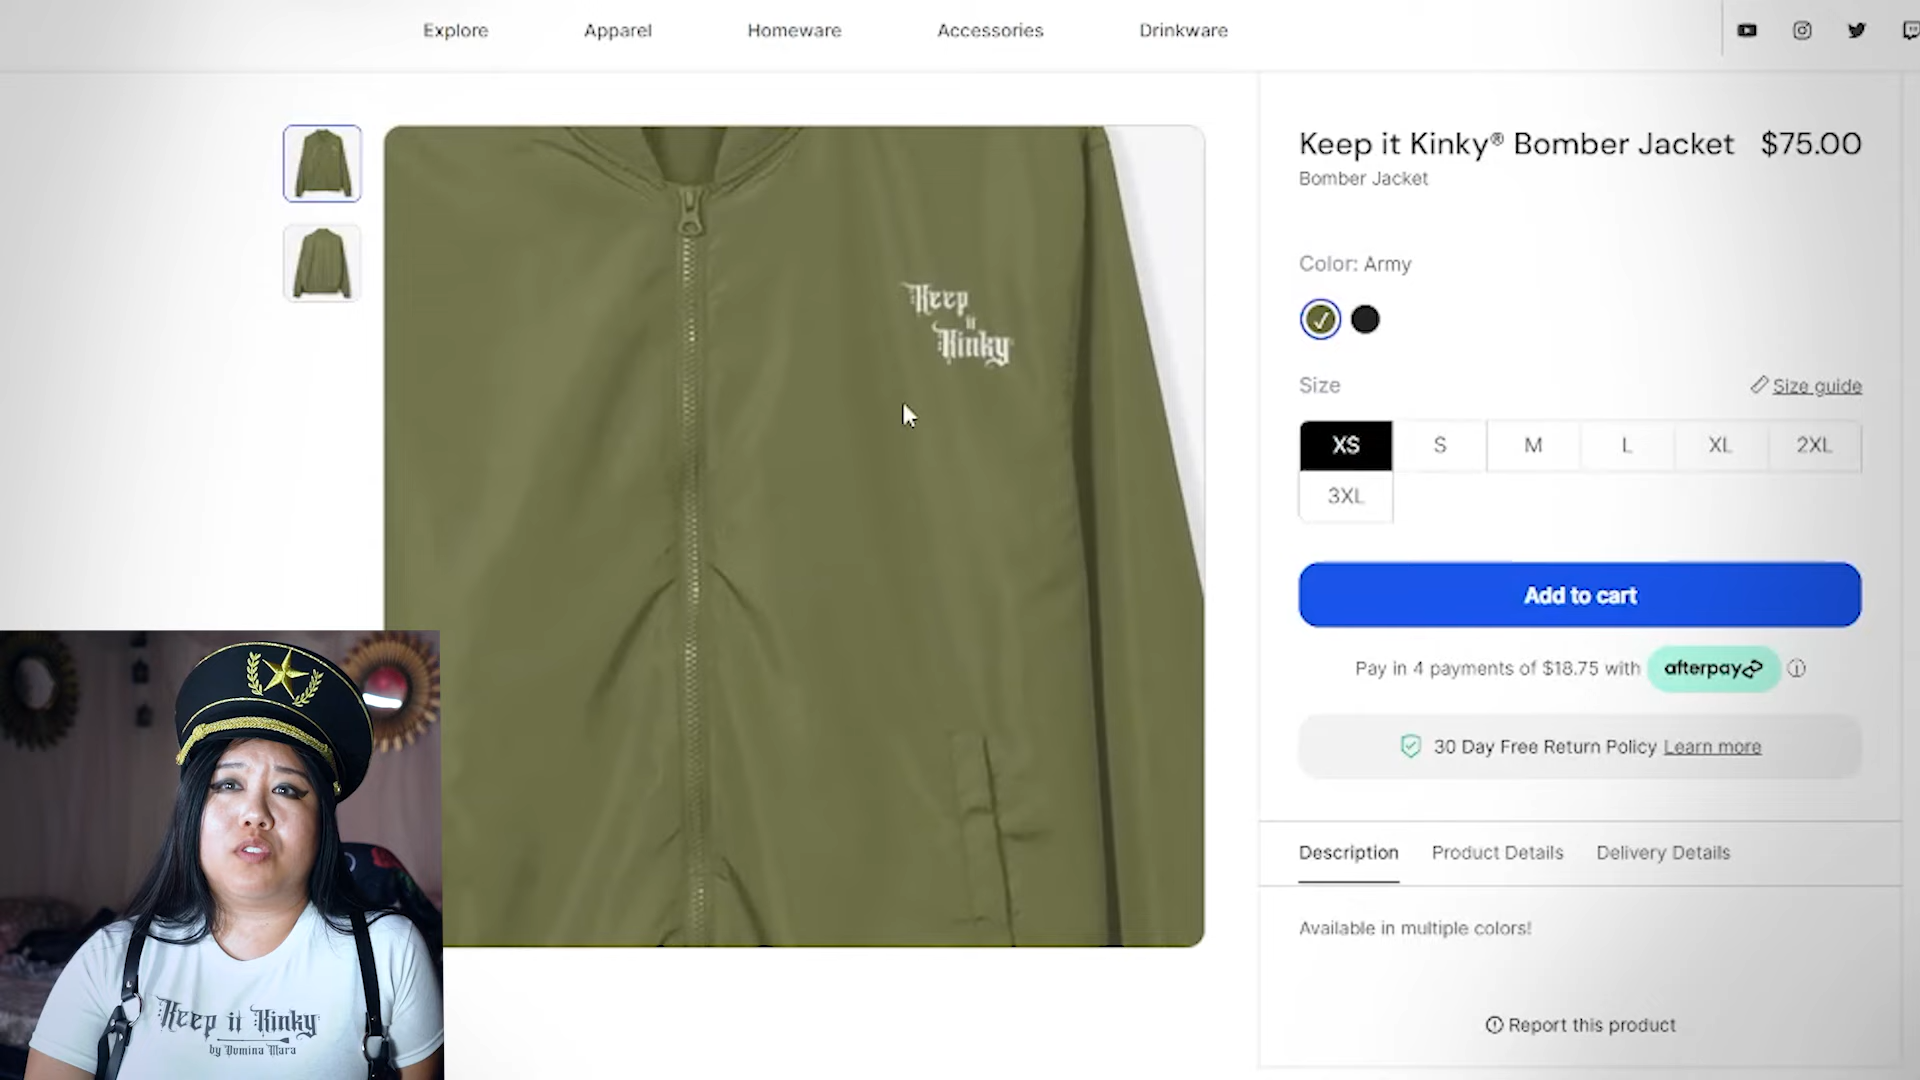 Explore
Apparel
Homeware
Accessories
Drinkware
Keep it Kinky® Bomber Jacket $75.00
Bomber Jacket
Color: Army
Size
Size guide
XS S M L XL 2XL
3XL
Add to cart
Pay in 4 payments of $18.75 with afterpay
30 Day Free Return Policy Learn more
Description Product Details Delivery Details
Available in multiple colors!
Report this product
Keep
it
Kinky
Keep it Kinky
by Domina Mara